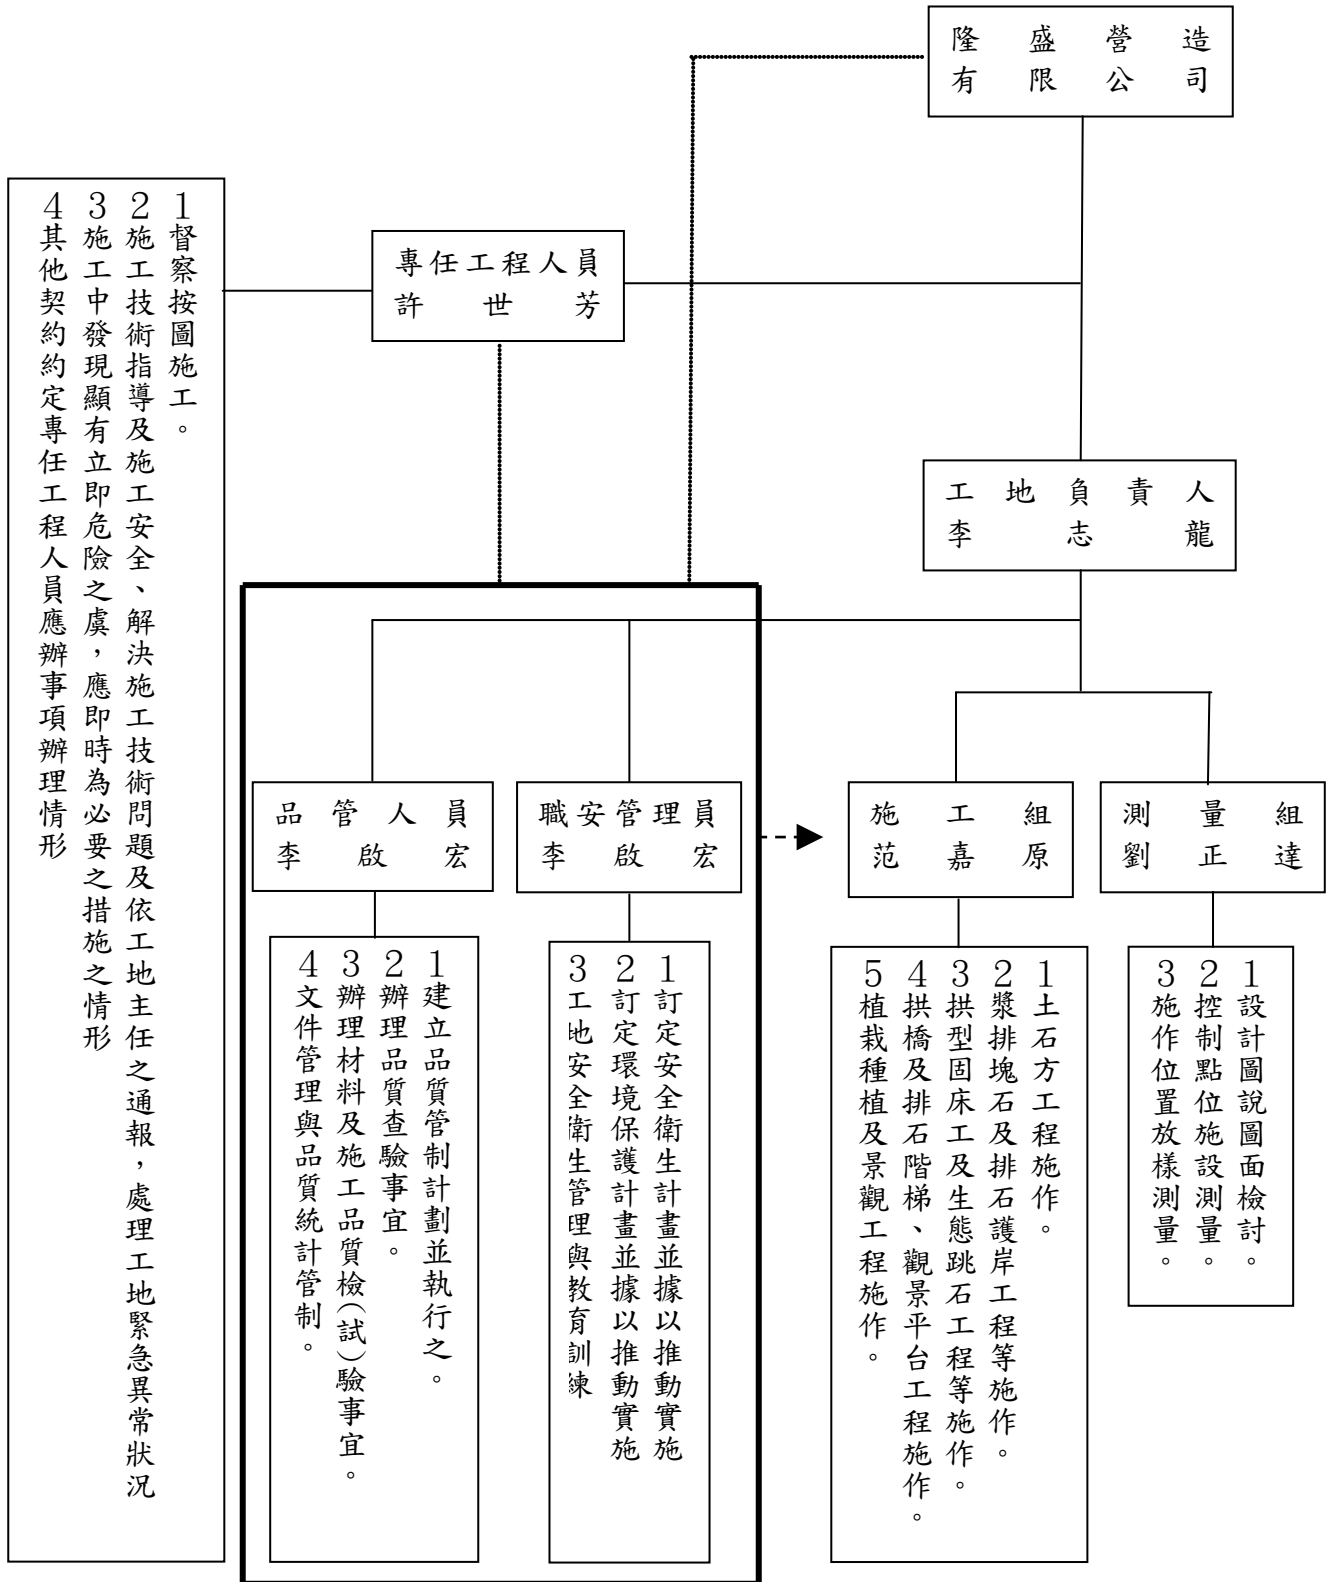 隆盛營造
有限公司
專任工程人員
許世芳
1督察按圖施工。
2施工技術指導及施工安全、解決施工技術問題及依工地主任之通報，處理工地緊急異常狀況
3施工中發現顯有立即危險之虞，應即時為必要之措施之情形
4其他契約約定專任工程人員應辦事項辦理情形
工地負責人
李志龍
品管人員
李啟宏
職安管理員
李啟宏
施工組
范嘉原
測量組
劉正達
1建立品質管制計劃並執行之。
2辦理品質查驗事宜。
3辦理材料及施工品質檢(試)驗事宜。
4文件管理與品質統計管制。
1訂定安全衛生計畫並據以推動實施
2訂定環境保護計畫並據以推動實施
3工地安全衛生管理與教育訓練
1土石方工程施作。
2漿排塊石及排石護岸工程等施作。
3拱型固床工及生態跳石工程等施作。
4拱橋及排石階梯、觀景平台工程施作。
5植栽種植及景觀工程施作。
1設計圖說圖面檢討。
2控制點位施設測量。
3施作位置放樣測量。